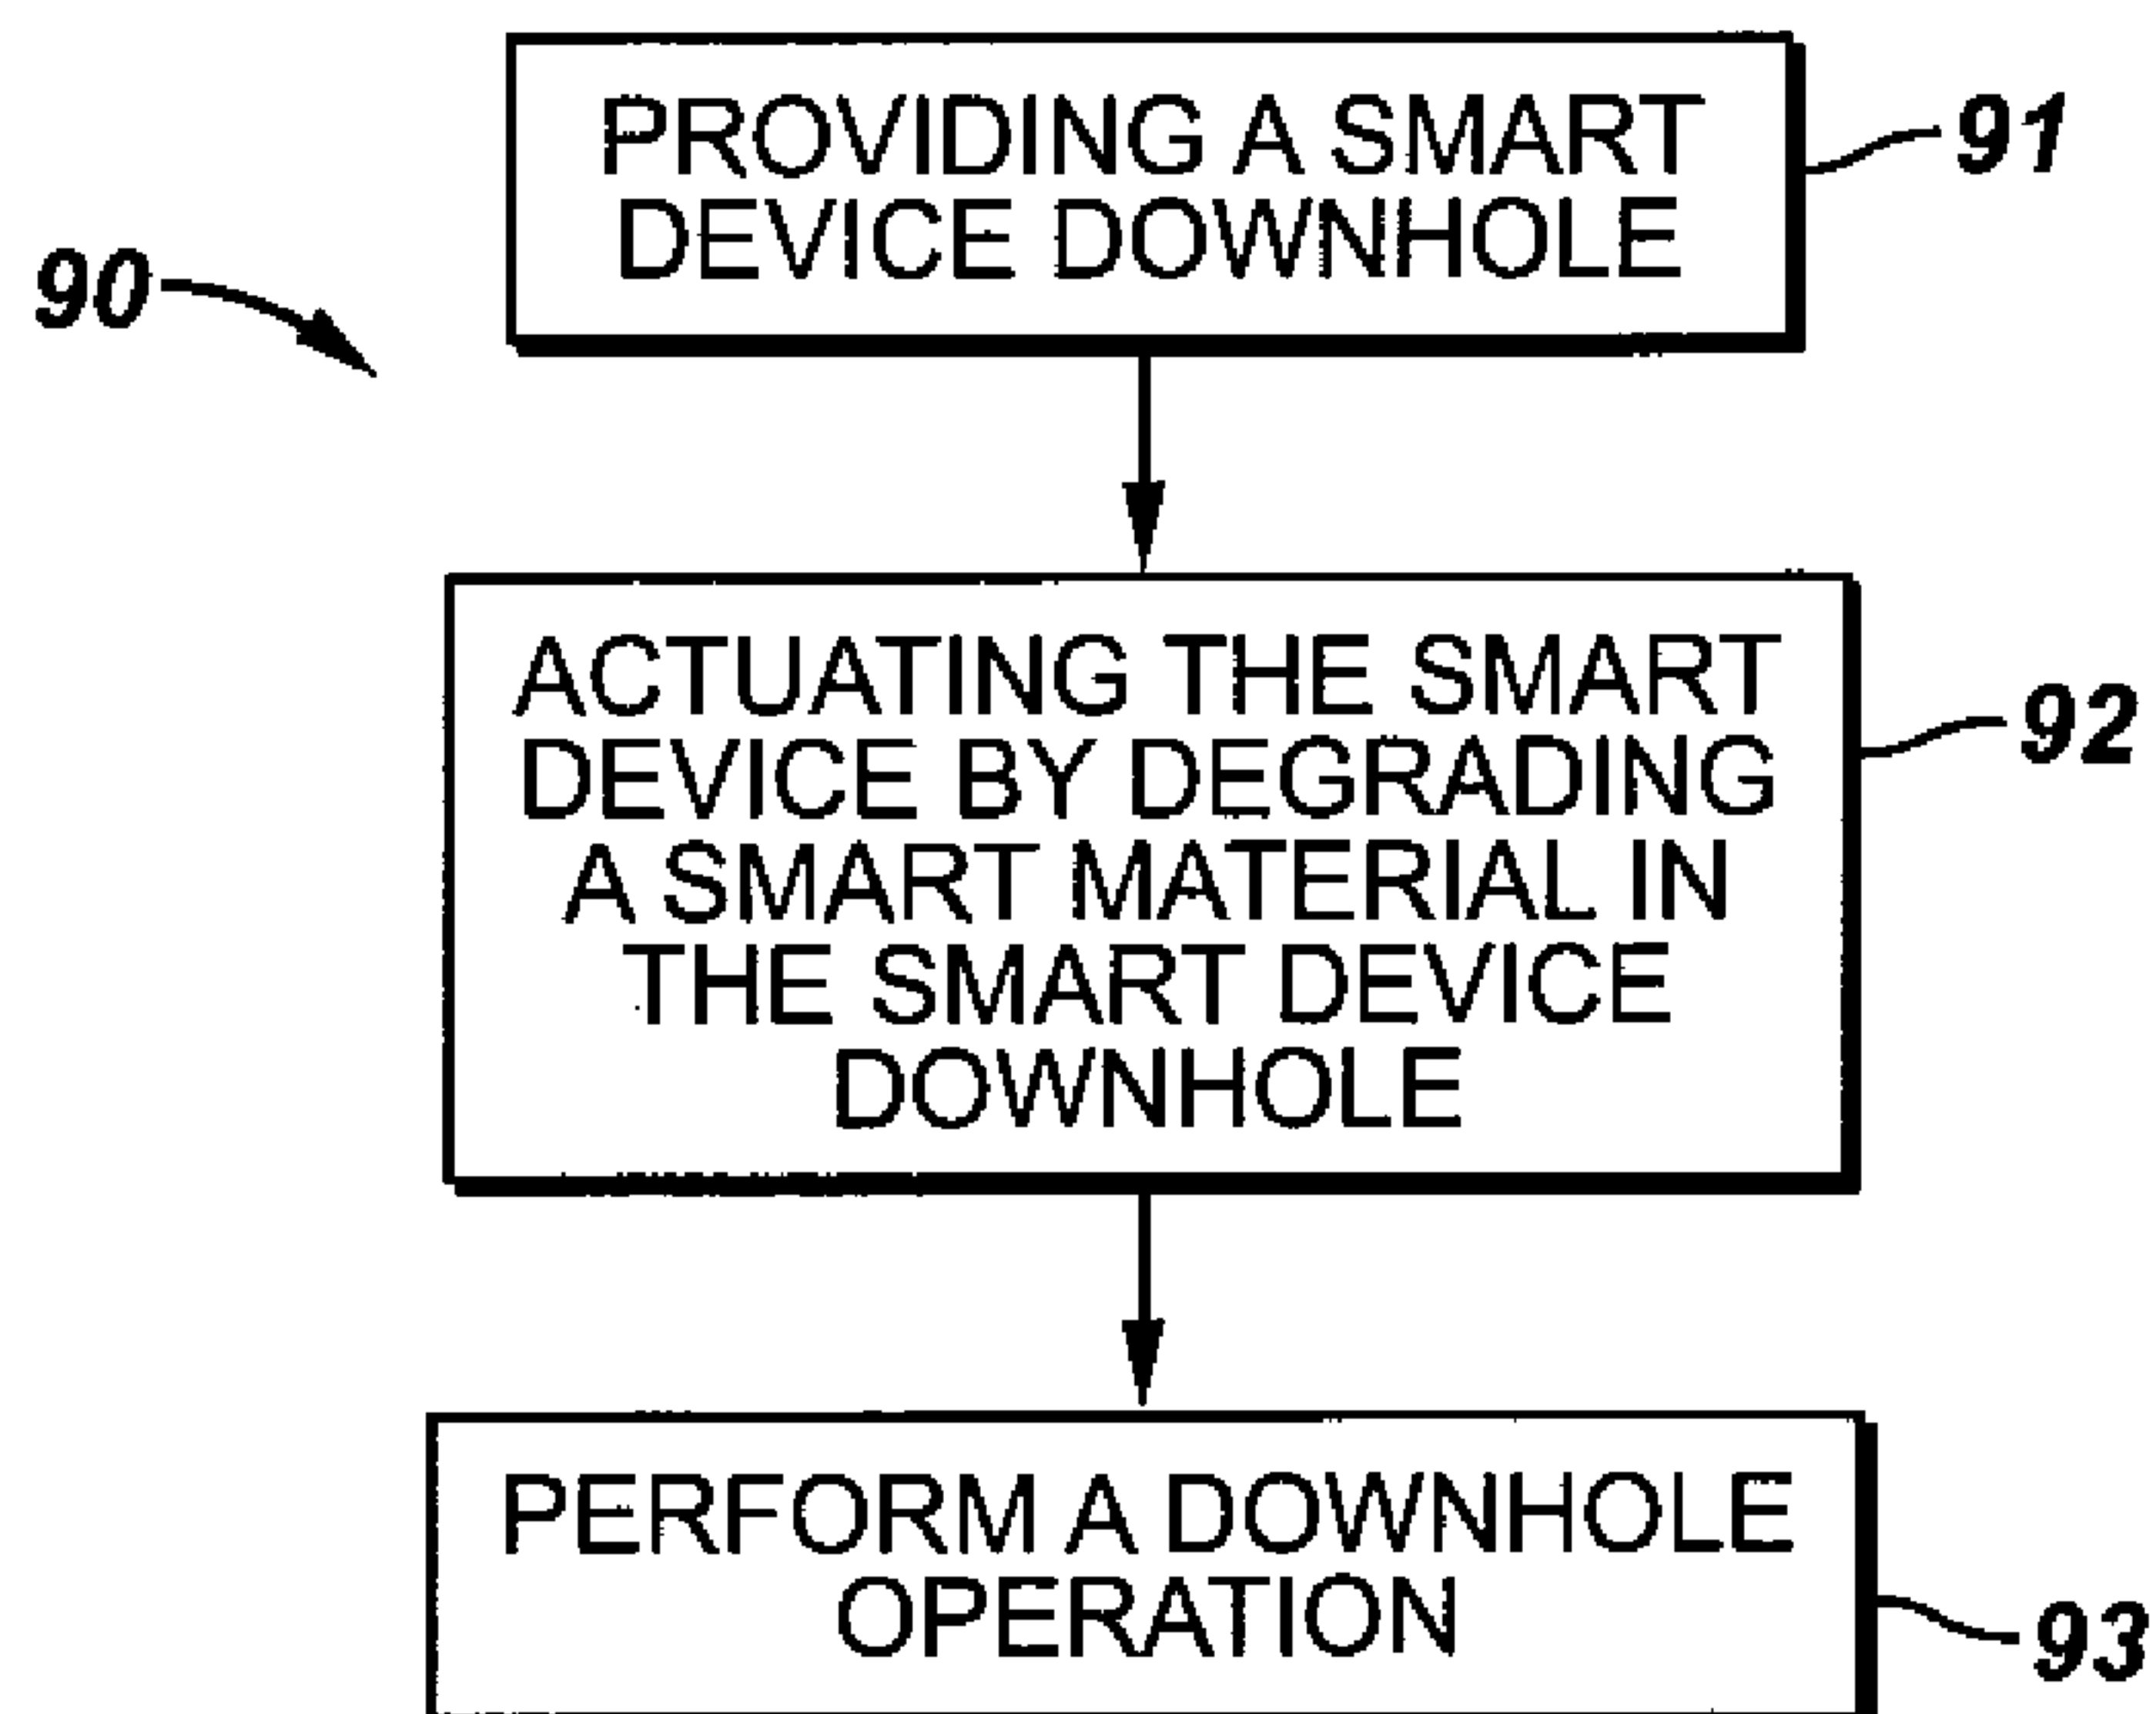 PROVIDING A SMART
DEVICE DOWNHOLE
91
90
ACTUATING THE SMART
DEVICE BY DEGRADING
A SMART MATERIAL IN
THE SMART DEVICE
DOWNHOLE
92
PERFORM A DOWNHOLE
OPERATION
93